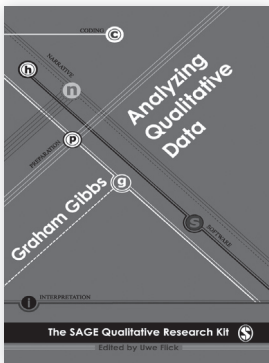 CODING c
h
NARRATIVE
n
Analyzing
Qualitative
Data
PREPARATION p
g
Graham Gibbs
s SOFTWARE
I INTERPRETATION
The SAGE Qualitative Research Kit S
Edited by Uwe Flick